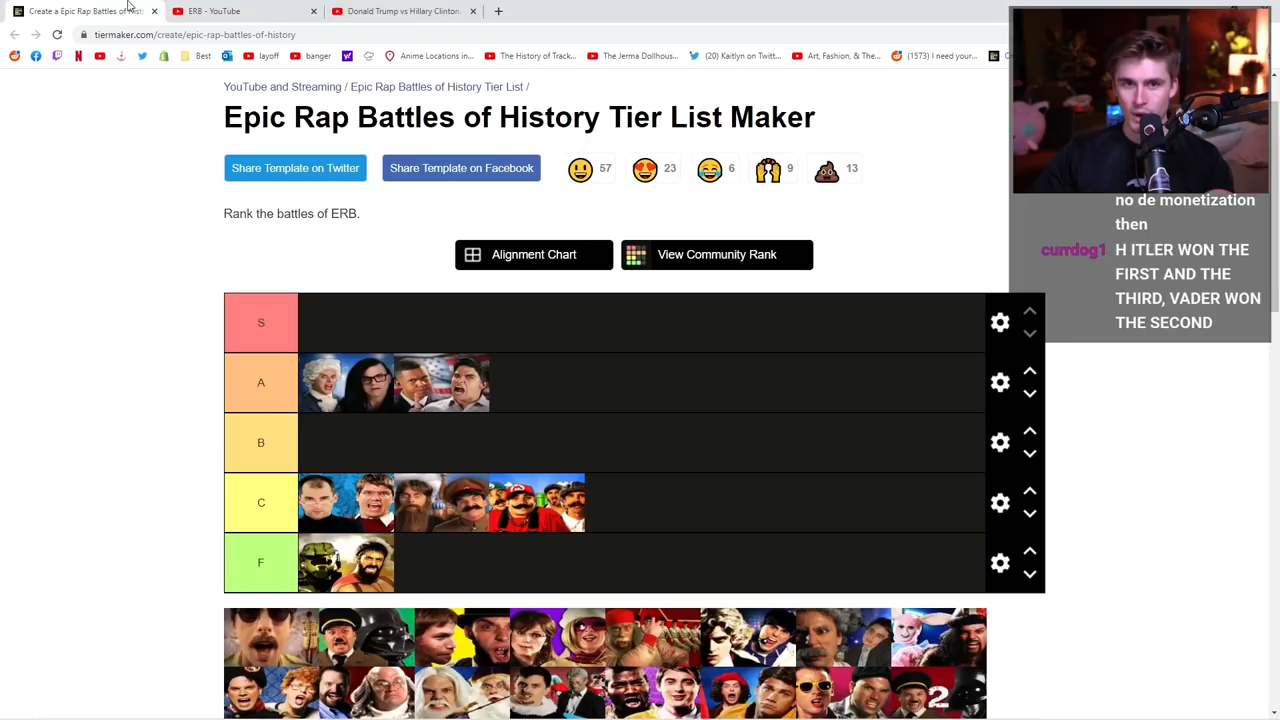 Create a Epic Rap Battles of Hist
ERB - YouTube
Donald Trump vs Hillary Clinton.
tiermaker.com/create/epic-rap-battles-of-history
Best
layoff
banger
Anime Locations in...
The History of Track...
The Jerma Dollhous...
(20) Kaitlyn on Twitt...
Art, Fashion, & The...
(1573) I need your...
YouTube and Streaming / Epic Rap Battles of History Tier List /
Epic Rap Battles of History Tier List Maker
Share Template on Twitter
Share Template on Facebook
57
23
6
9
13
Rank the battles of ERB.
Alignment Chart
View Community Rank
no de monetization
then
currdog1 H ITLER WON THE
FIRST AND THE
THIRD, VADER WON
THE SECOND
S
A
B
C
F
2